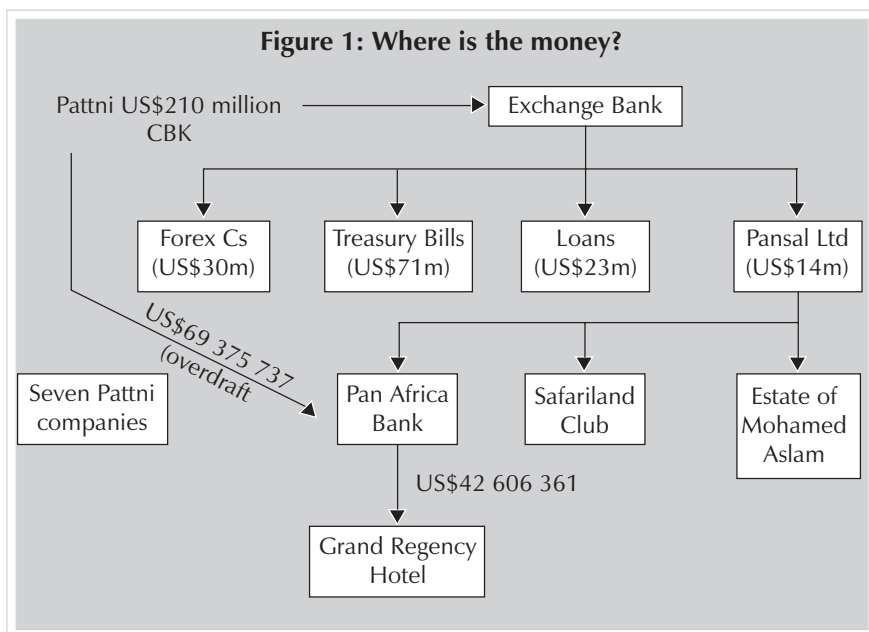 Figure 1: Where is the money?
Pattni US$210 million
CBK
Exchange Bank
Forex Cs
(US$30m)
Treasury Bills
(US$71m)
Loans
(US$23m)
Pansal Ltd
(US$14m)
US$69 375 737
(overdraft
Seven Pattni
companies
Pan Africa
Bank
Safariland
Club
Estate of
Mohamed
Aslam
US$42 606 361
Grand Regency
Hotel